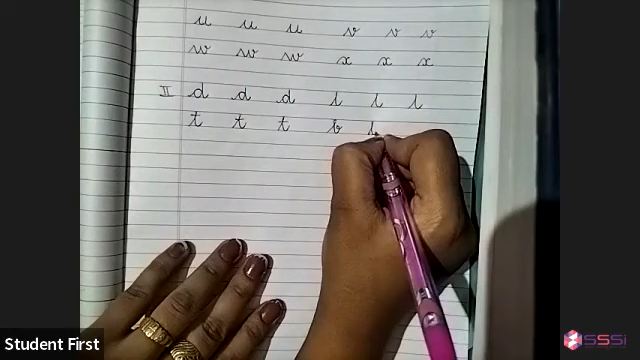 u u u v v v
w w w x x x
II d d d l l l
t t t b
Student First
SSSi